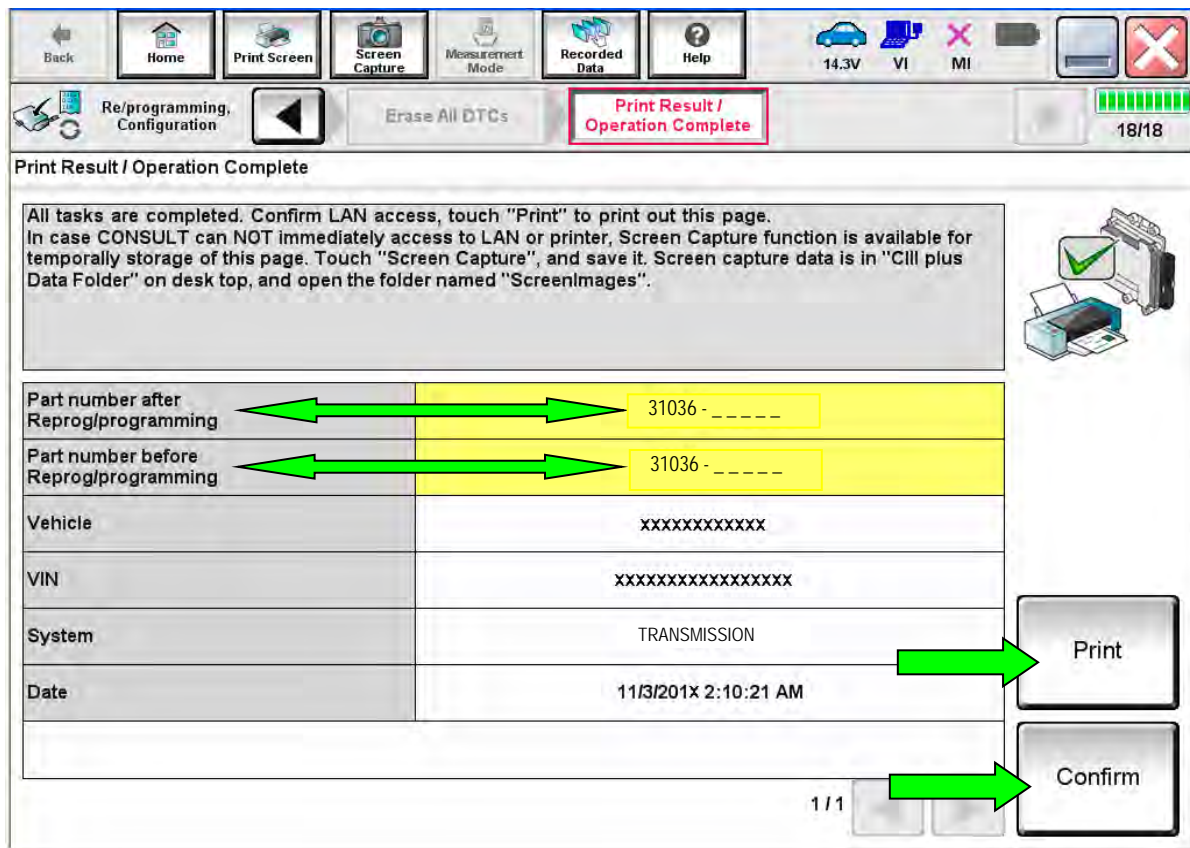 Back
Home
Print Screen
Screen
Capture
Measurement
Mode
Recorded
Data
Help
14.3V
VI
MI
Re/programming,
Configuration
Erase All DTCs
Print Result /
Operation Complete
18/18
Print Result / Operation Complete
All tasks are completed. Confirm LAN access, touch "Print" to print out this page.
In case CONSULT can NOT immediately access to LAN or printer, Screen Capture function is available for
temporally storage of this page. Touch "Screen Capture", and save it. Screen capture data is in "CIII plus
Data Folder" on desk top, and open the folder named "ScreenImages".
Part number after
Reprog/programming
31036 - _ _ _ _ _
Part number before
Reprog/programming
31036 - _ _ _ _ _
Vehicle
xxxxxxxxxxxx
VIN
xxxxxxxxxxxxxxxxx
System
TRANSMISSION
Date
11/3/201X 2:10:21 AM
Print
Confirm
1/1